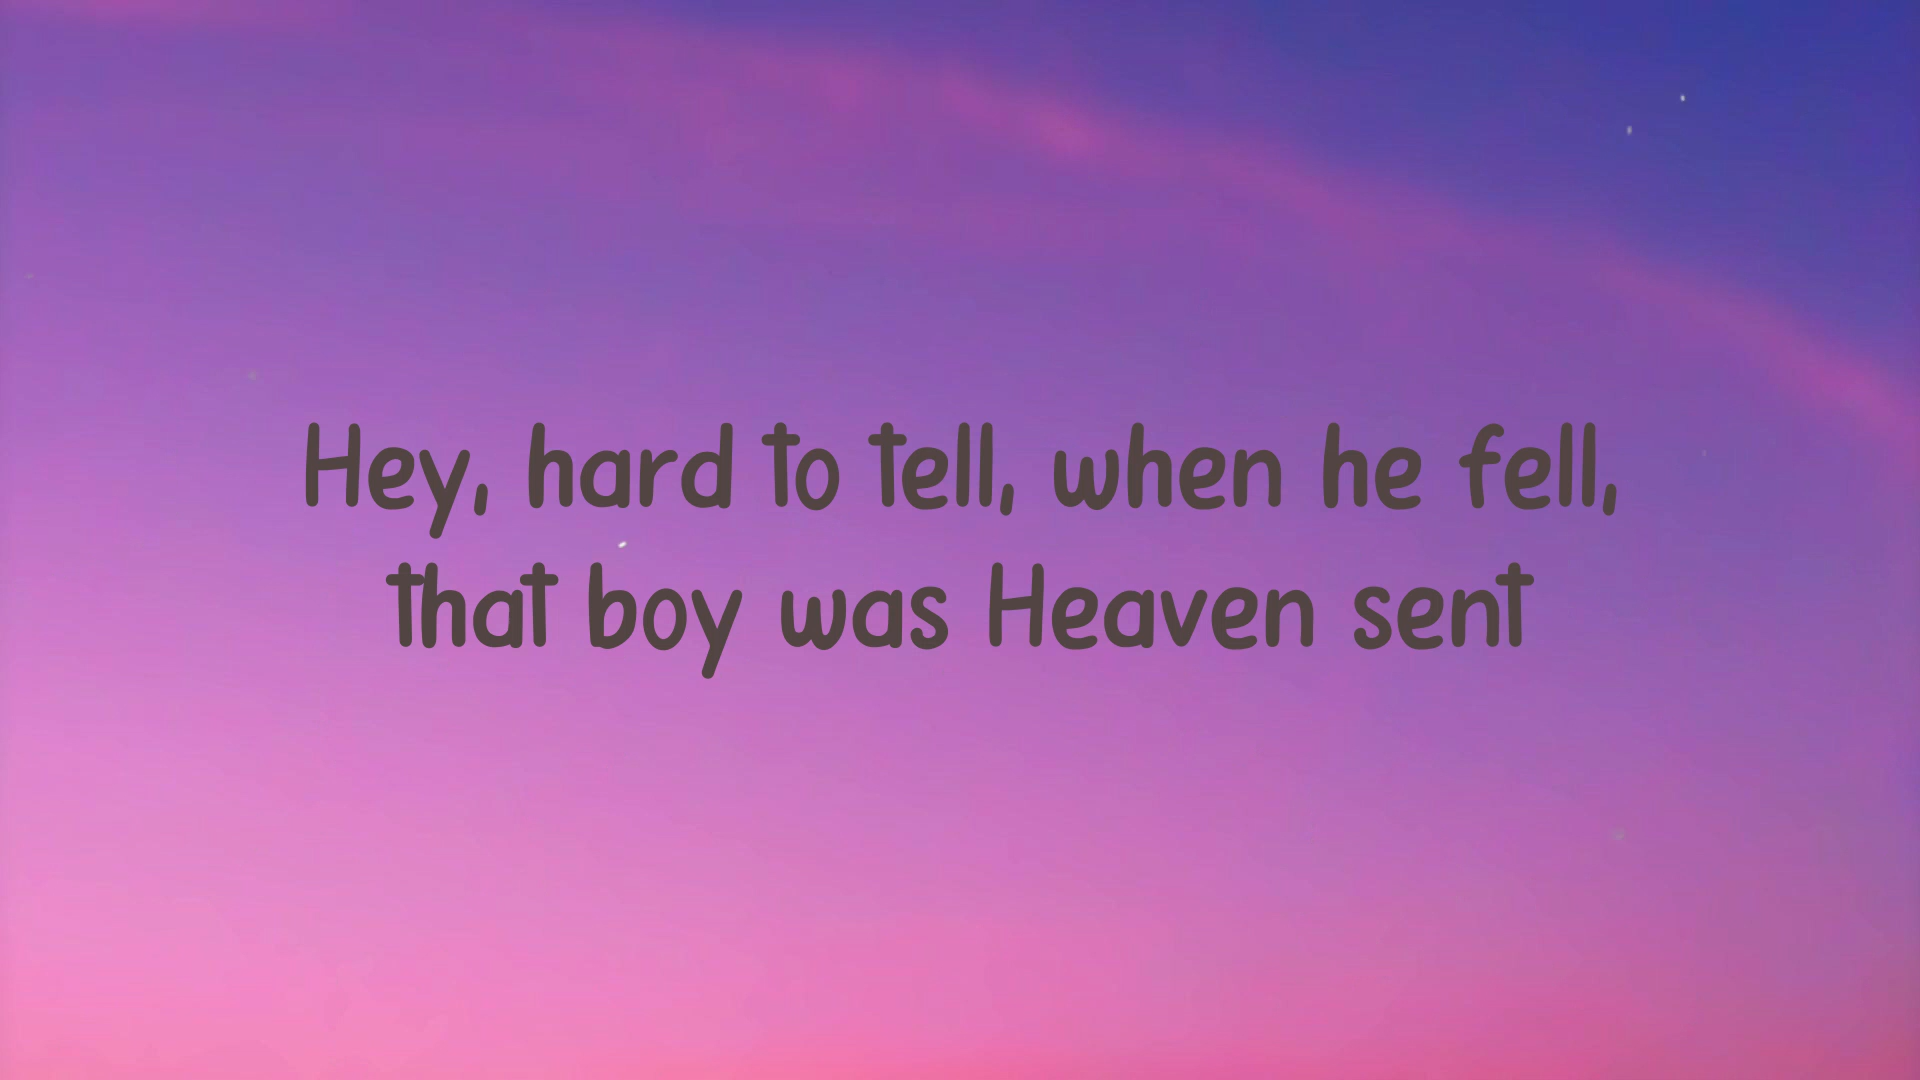 Hey, hard to tell, when he fell,
that boy was Heaven sent